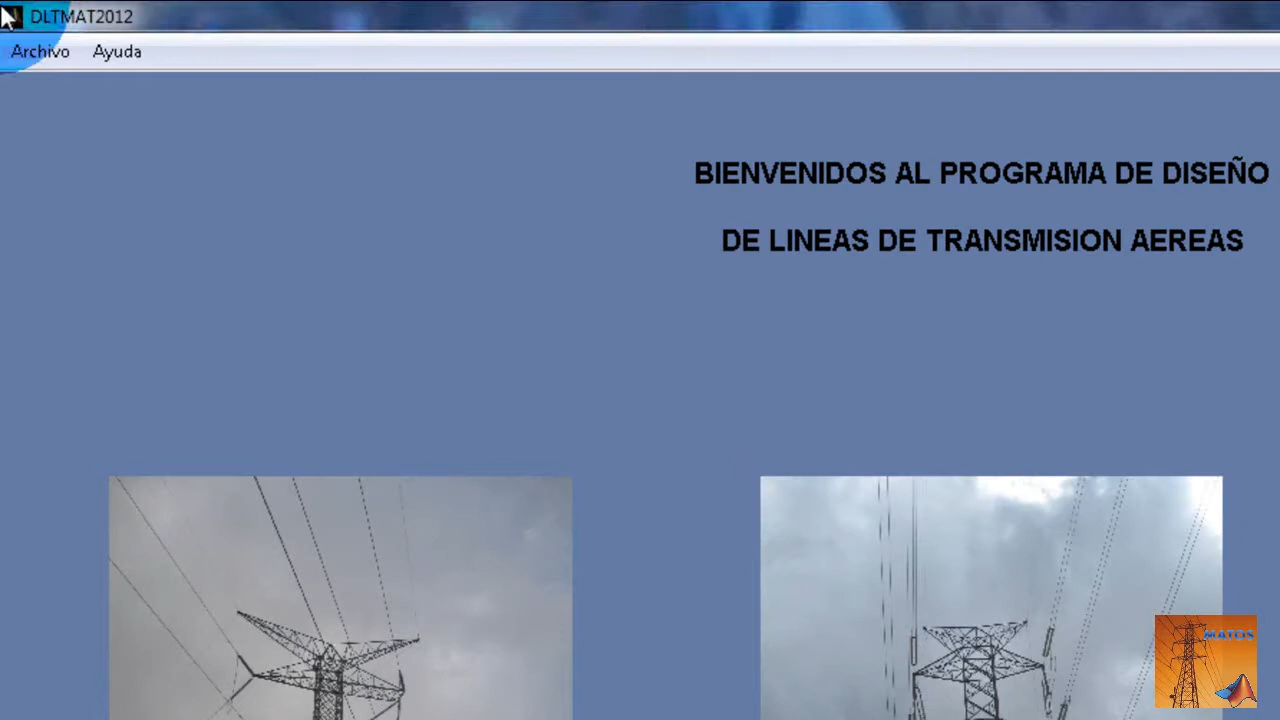 DLTMAT2012
Archivo Ayuda
BIENVENIDOS AL PROGRAMA DE DISEÑO
DE LINEAS DE TRANSMISION AEREAS
MATOS